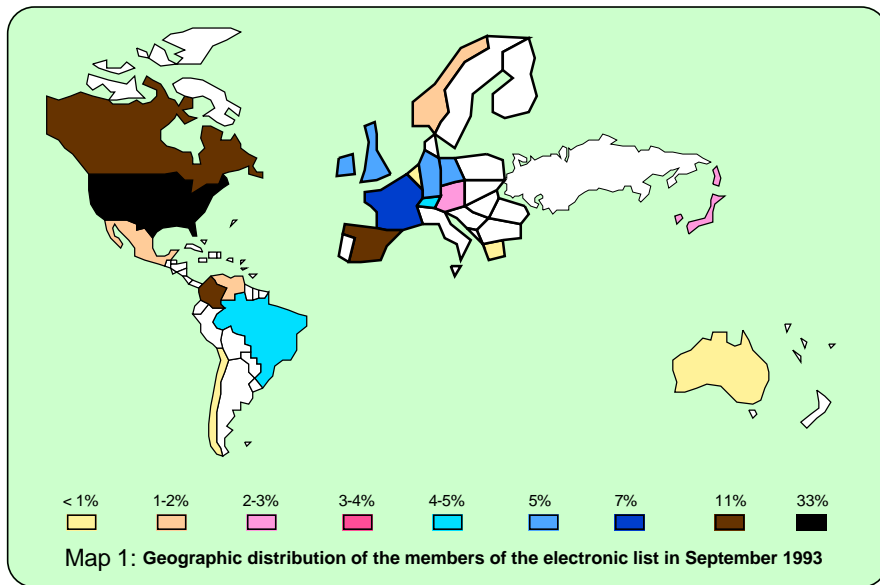 < 1% 1-2% 2-3% 3-4% 4-5% 5% 7% 11% 33%
Map 1: Geographic distribution of the members of the electronic list in September 1993